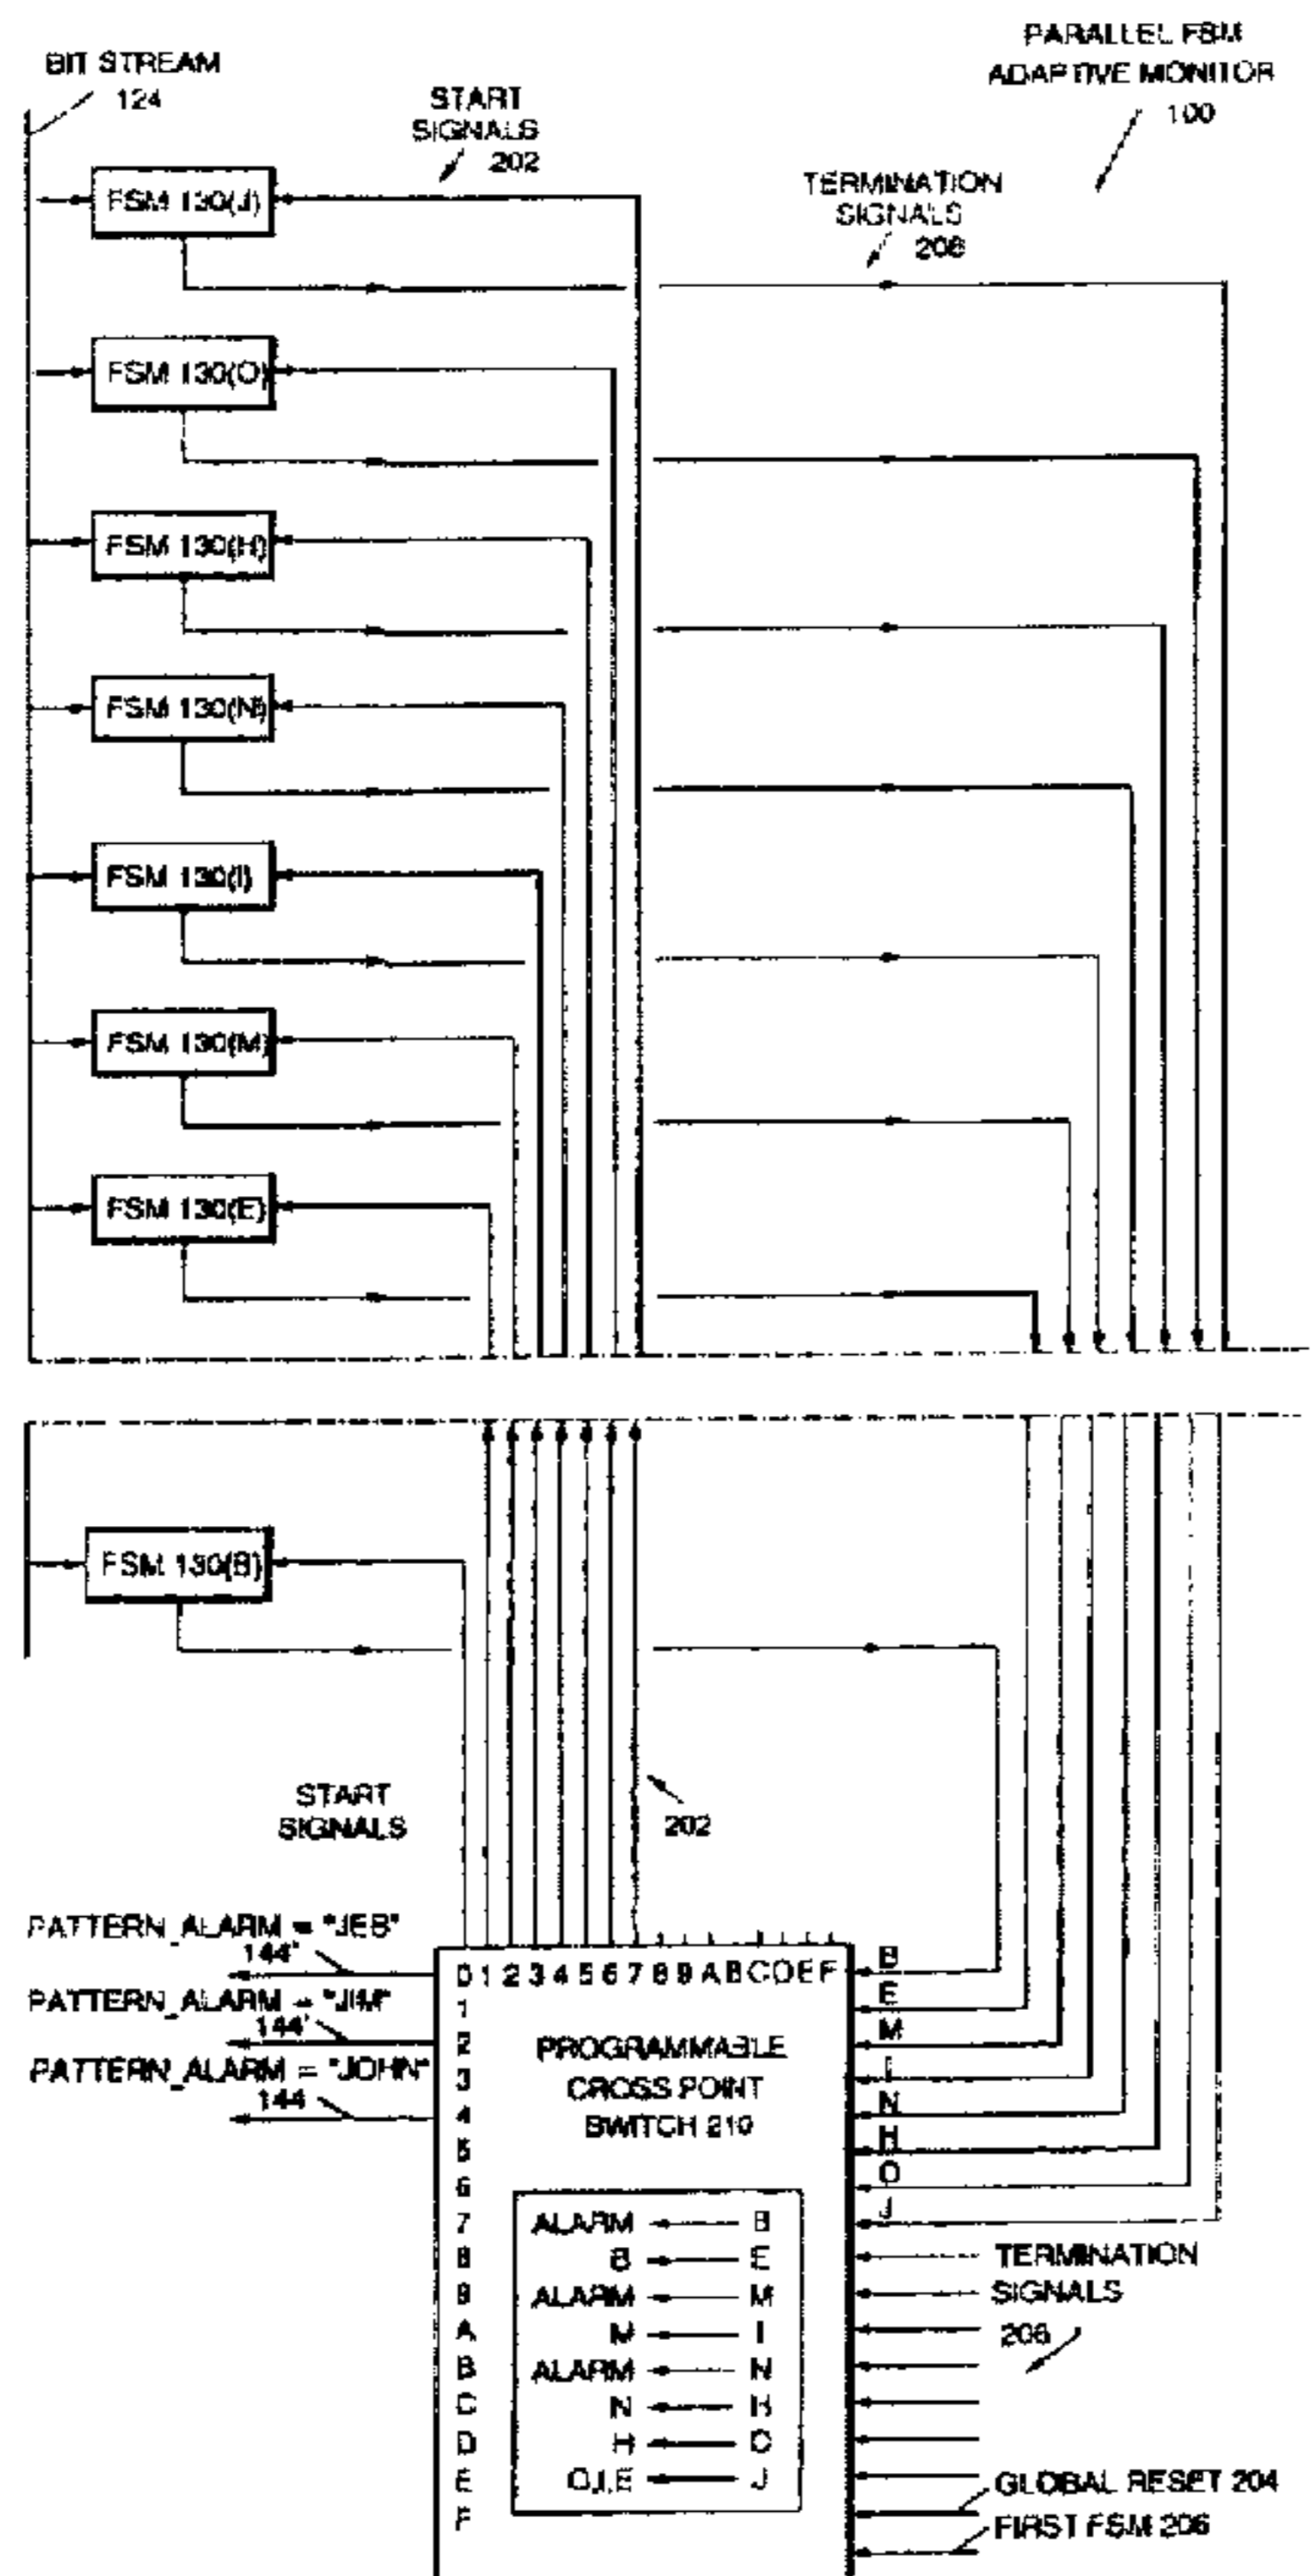 BIT STREAM
124
START
SIGNALS
202
PARALLEL FSM
ADAPTIVE MONITOR
100
TERMINATION
SIGNALS
208
FSM 130(J)
FSM 130(O)
FSM 130(H)
FSM 130(N)
FSM 130(I)
FSM 130(M)
FSM 130(E)
FSM 130(B)
START
SIGNALS
202
PATTERN_ALARM = "JEB"
144"
PATTERN_ALARM = "JIM"
144'
PATTERN_ALARM = "JOHN"
144
0 1 2 3 4 5 6 7 8 9 A B C D E F
1
2
3
4
5
6
7
8
9
A
B
C
D
E
F
PROGRAMMABLE
CROSS POINT
SWITCH 210
B
E
M
I
N
H
O
J
ALARM B
B E
ALARM M
M I
ALARM N
N H
H O
O,I,E J
TERMINATION
SIGNALS
GLOBAL RESET 204
FIRST FSM 206